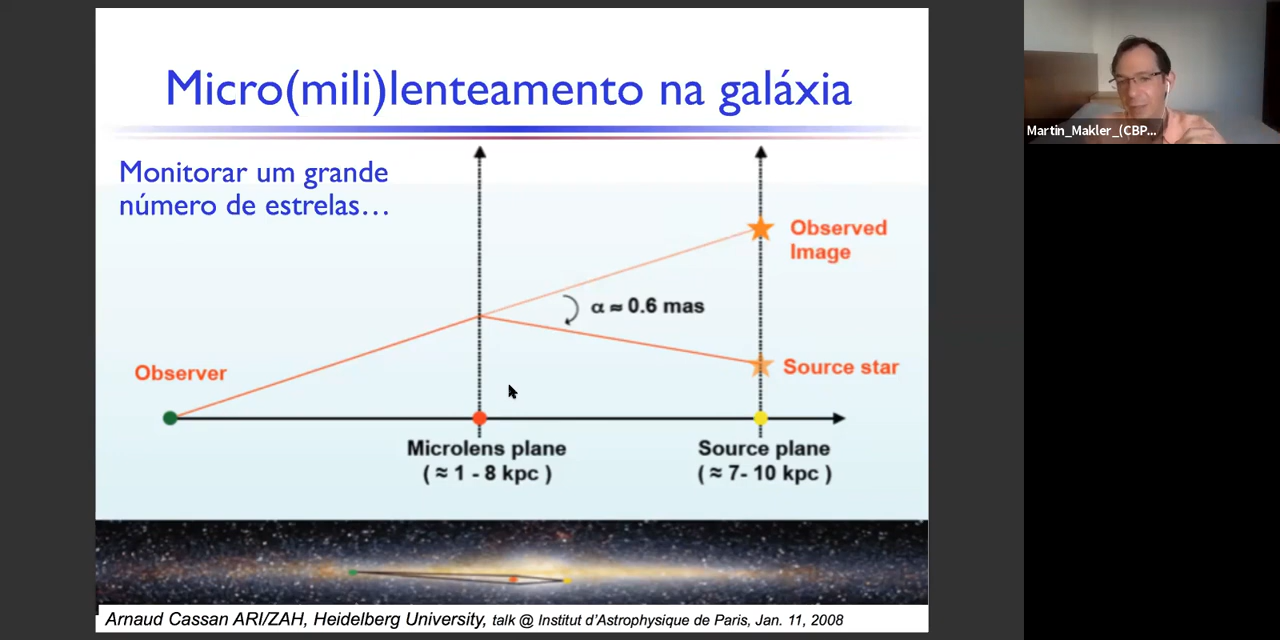 Micro(mili)lenteamento na galáxia
Monitorar um grande
número de estrelas…
Observed
Image
α ≈ 0.6 mas
Observer
Source star
Microlens plane
( ≈ 1 - 8 kpc )
Source plane
( ≈ 7- 10 kpc )
Arnaud Cassan ARI/ZAH, Heidelberg University, talk @ Institut d'Astrophysique de Paris, Jan. 11, 2008
Martin_Makler_(CBP...